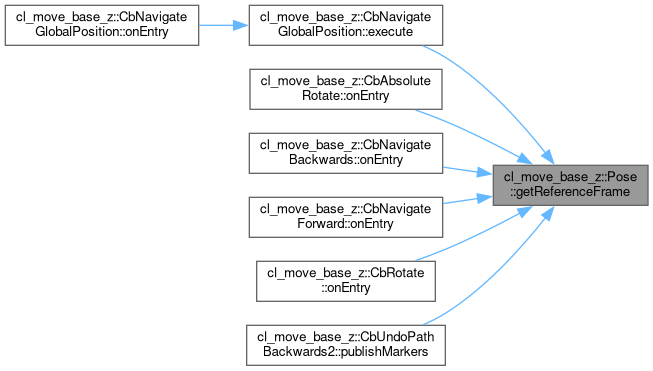 cl_move_base_z::CbNavigate
GlobalPosition::onEntry
cl_move_base_z::CbNavigate
GlobalPosition::execute
cl_move_base_z::CbAbsolute
Rotate::onEntry
cl_move_base_z::CbNavigate
Backwards::onEntry
cl_move_base_z::CbNavigate
Forward::onEntry
cl_move_base_z::CbRotate
::onEntry
cl_move_base_z::CbUndoPath
Backwards2::publishMarkers
cl_move_base_z::Pose
::getReferenceFrame